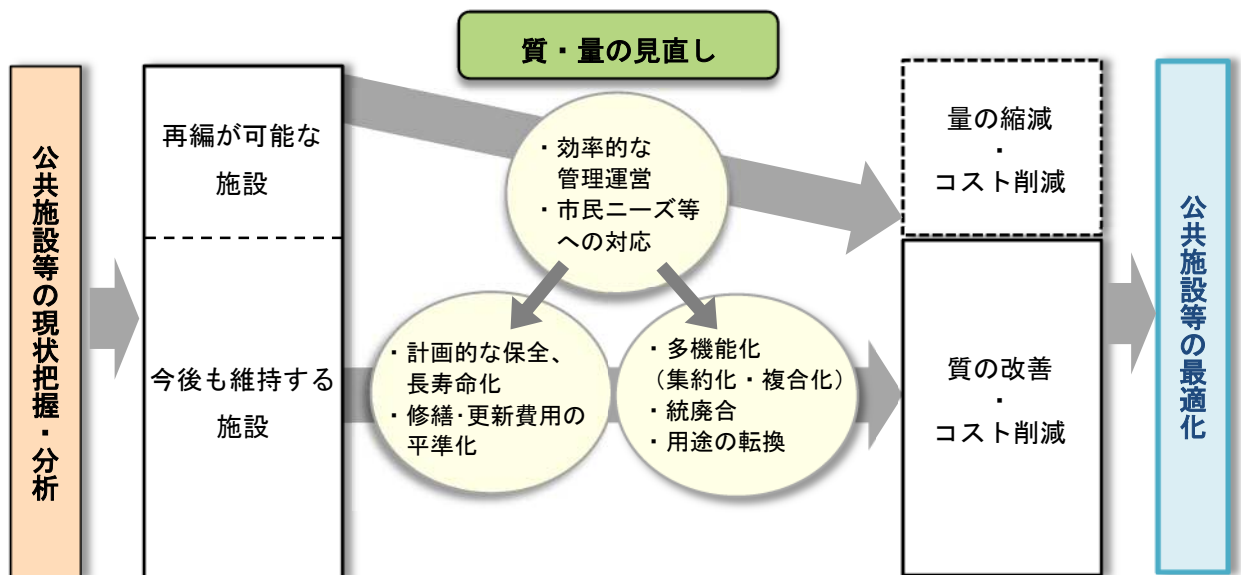 質・量の見直し
公共施設等の現状把握・分析
再編が可能な
施設
今後も維持する
施設
・効率的な
管理運営
・市民ニーズ等
への対応
・計画的な保全、
長寿命化
・修繕・更新費用の
平準化
・多機能化
（集約化・複合化）
・統廃合
・用途の転換
量の縮減
・
コスト削減
質の改善
・
コスト削減
公共施設等の最適化